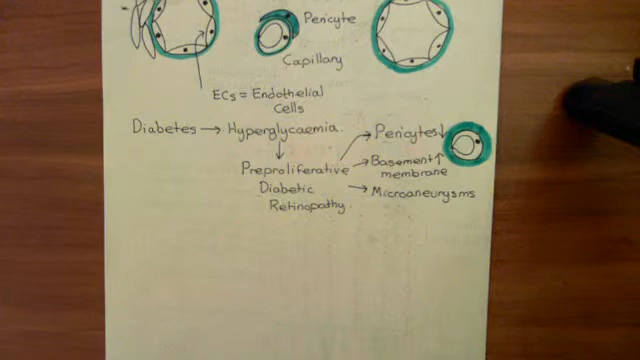 Pericyte
Capillary
ECs = Endothelial
Cells
Diabetes → Hyperglycaemia.
Pericytes↓
Preproliferative
Diabetic
Retinopathy.
Basement↑
membrane
Microaneurysms